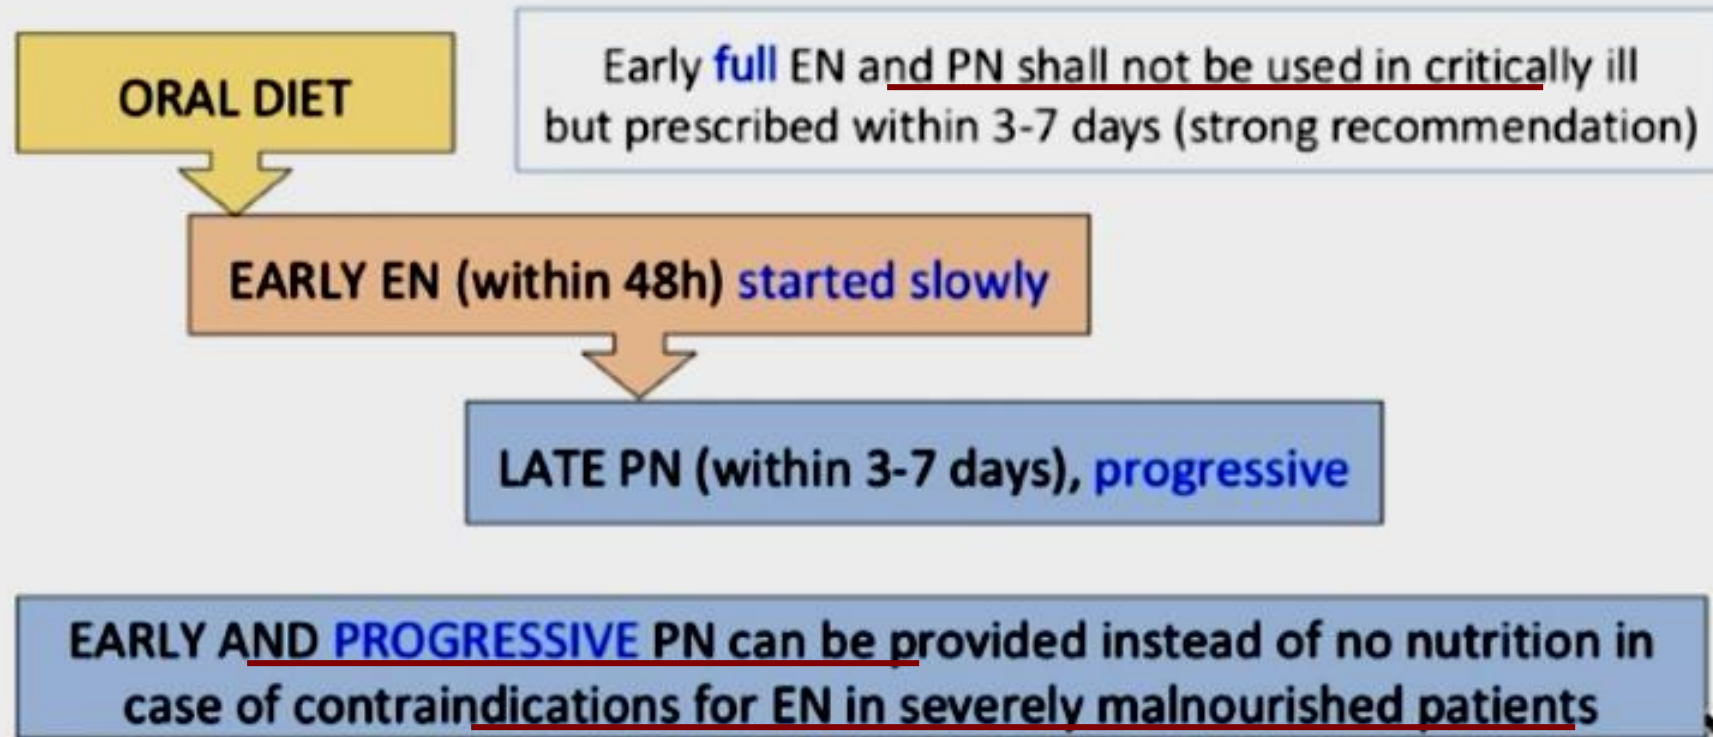 ORAL DIET
Early full EN and PN shall not be used in critically ill
but prescribed within 3-7 days (strong recommendation)
EARLY EN (within 48h) started slowly
LATE PN (within 3-7 days), progressive
EARLY AND PROGRESSIVE PN can be provided instead of no nutrition in
case of contraindications for EN in severely malnourished patients